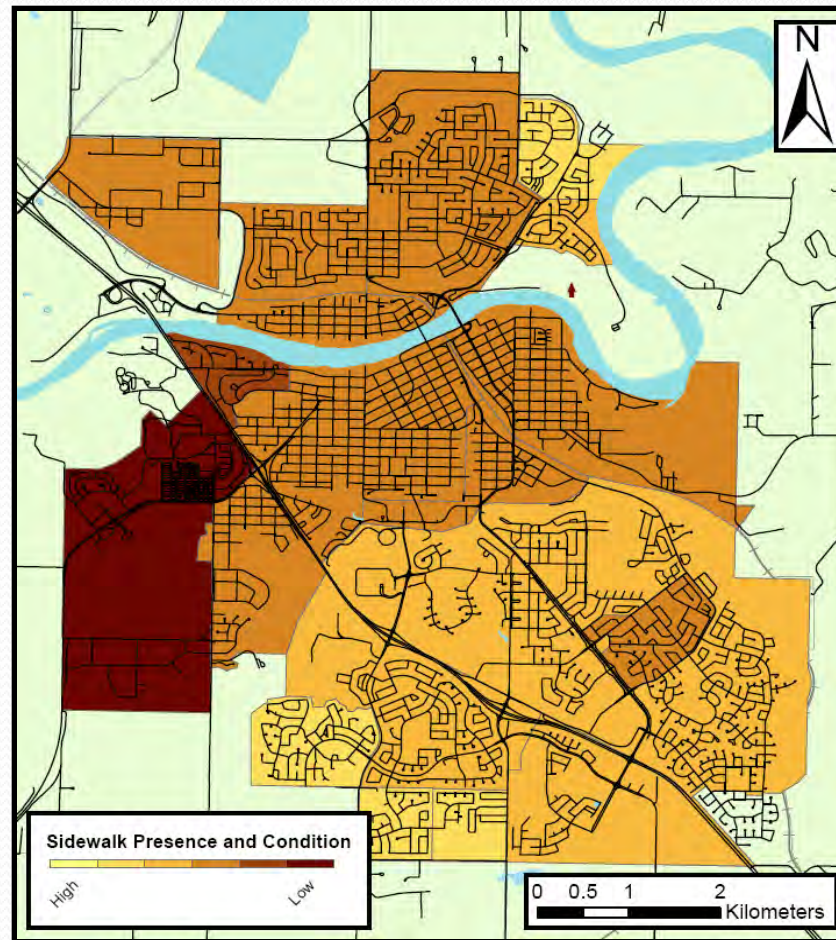 N
Sidewalk Presence and Condition
High
Low
0 0.5 1 2
Kilometers